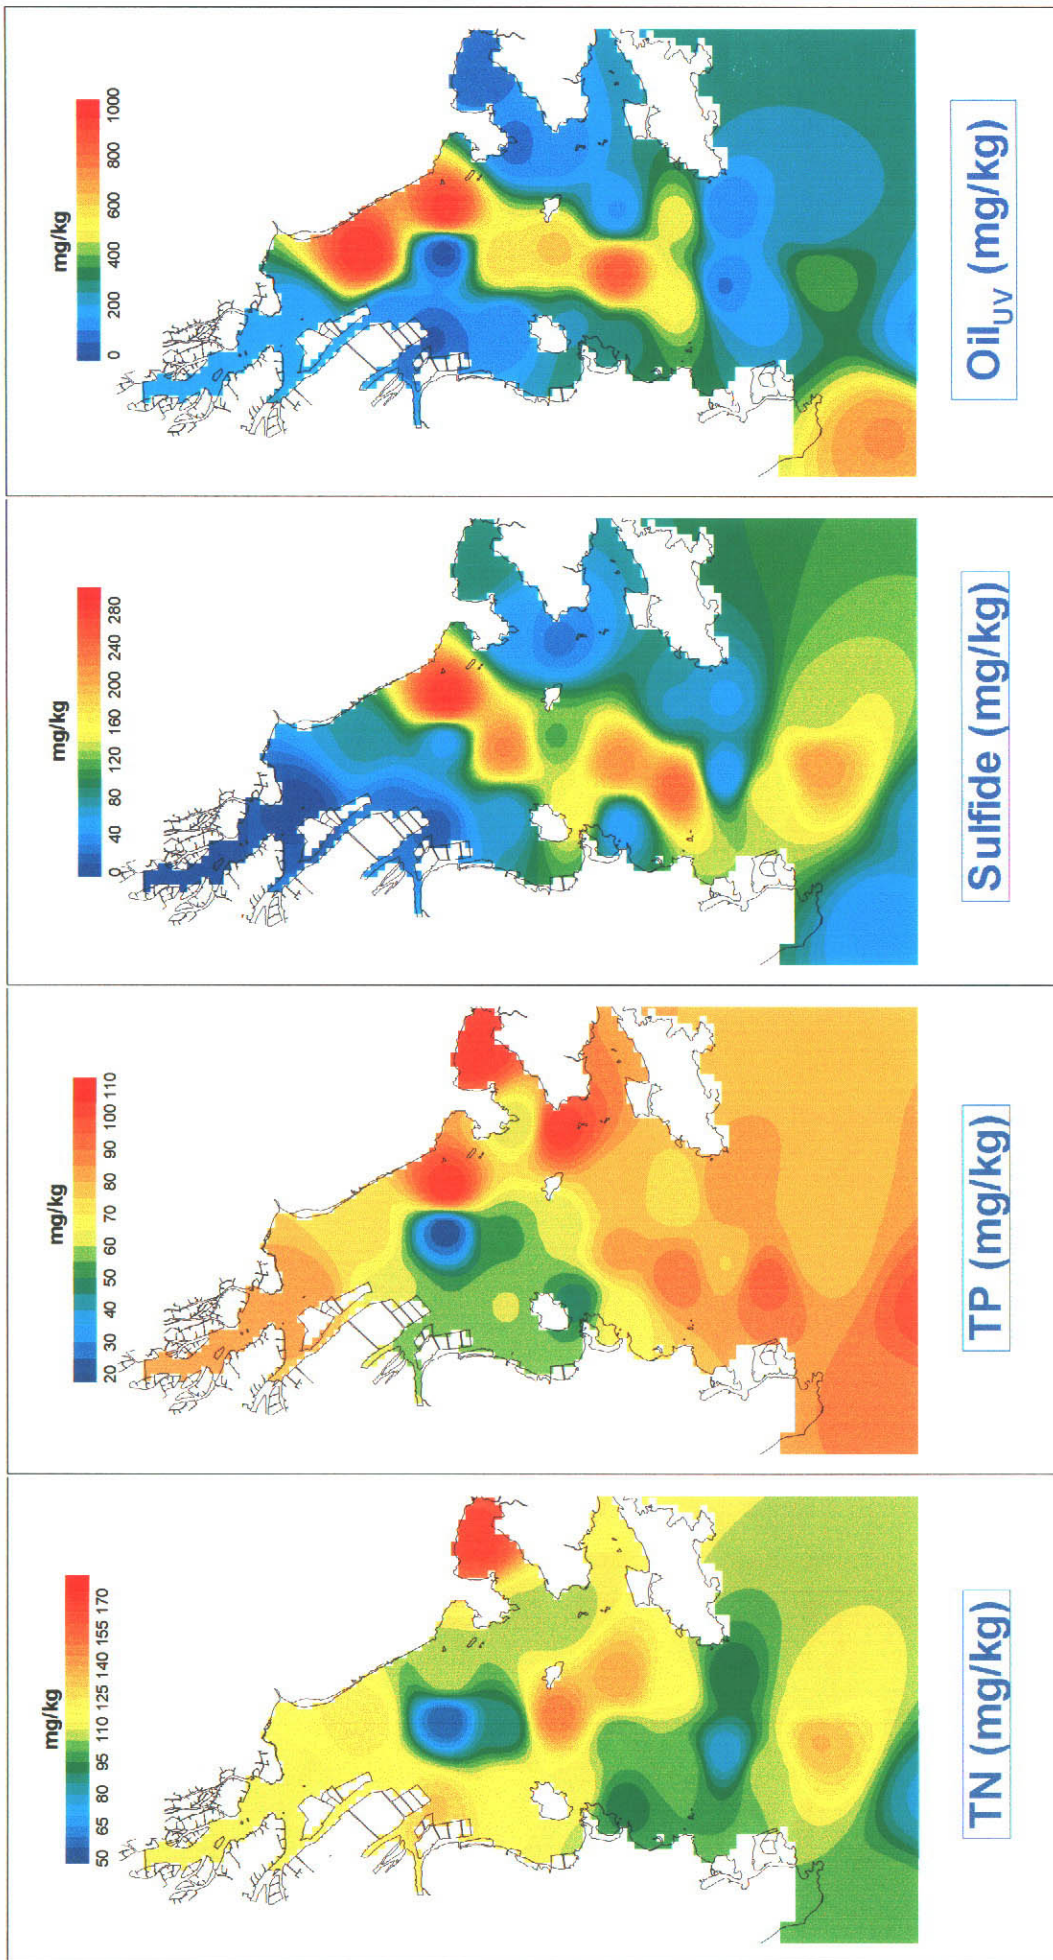 mg/kg
50 65 80 95 110 125 140 155 170
TN (mg/kg)
mg/kg
20 30 40 50 60 70 80 90 100 110
TP (mg/kg)
mg/kg
0 40 80 120 160 200 240 280
Sulfide (mg/kg)
mg/kg
0 200 400 600 800 1000
Oil_UV (mg/kg)